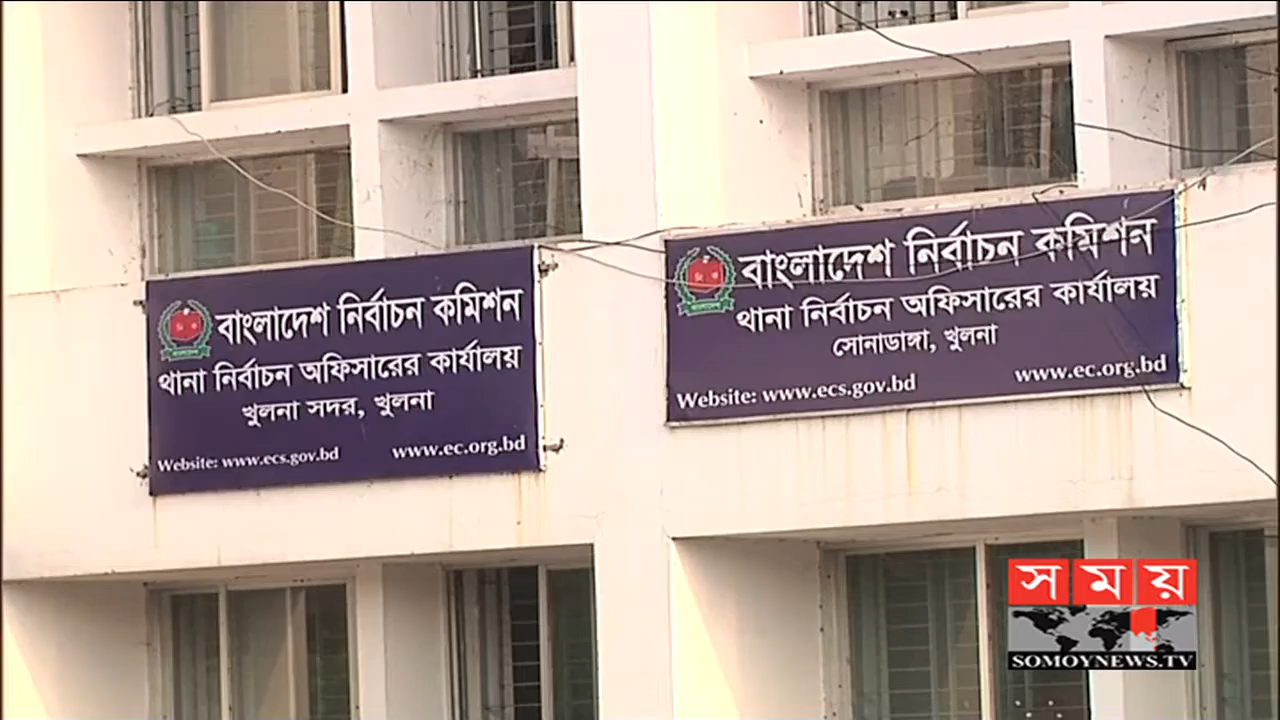 বাংলাদেশ নির্বাচন কমিশন
থানা নির্বাচন অফিসারের কার্যালয়
খুলনা সদর, খুলনা
Website: www.ecs.gov.bd www.ec.org.bd
বাংলাদেশ নির্বাচন কমিশন
থানা নির্বাচন অফিসারের কার্যালয়
সোনাডাঙ্গা, খুলনা
Website: www.ecs.gov.bd www.ec.org.bd
সময়
SOMOYNEWS.TV